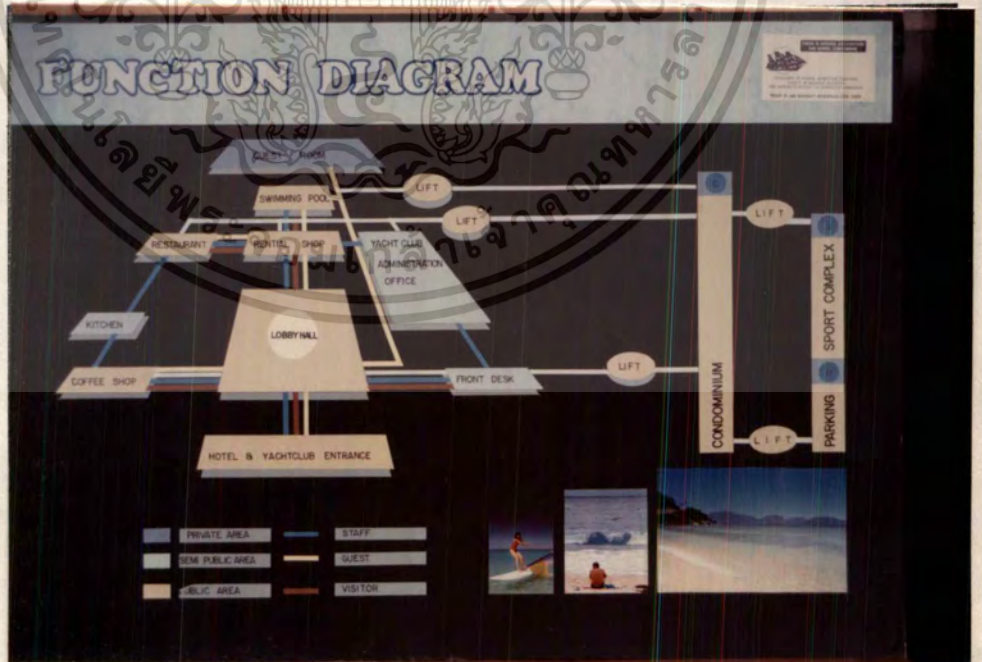 FUNCTION DIAGRAM
GUEST ROOM
LIFT
SWIMMING POOL
LIFT
LIFT
RESTAURANT
RENTIAL SHOP
YACHT CLUB
ADMINISTRATION
OFFICE
SPORT COMPLEX
KITCHEN
LOBBY HALL
COFFEE SHOP
FRONT DESK
LIFT
CONDOMINIUM
PARKING
LIFT
HOTEL & YACHTCLUB ENTRANCE
PRIVATE AREA
STAFF
SEMI PUBLIC AREA
GUEST
PUBLIC AREA
VISITOR